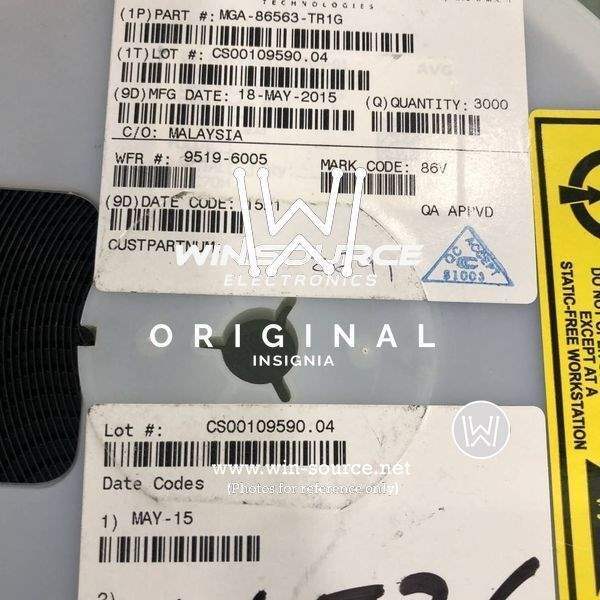 TECHNOLOGIES
(1P)PART #: MGA-86563-TR1G
(1T)LOT #: CS00109590.04
(9D)MFG DATE: 18-MAY-2015 (Q)QUANTITY: 3000
C/O: MALAYSIA
WFR #: 9519-6005 MARK CODE: 86V
(9D)DATE CODE: QA APPVD
CUSTPARTNUM:
QC ACCEPT
S1003
WIN SOURCE
ELECTRONICS
ORIGINAL
INSIGNIA
DO NOT
EXCEPT AT A
STATIC-FREE WORKSTATION
Lot #: CS00109590.04
www.win-source.net
(Photos for reference only)
Date Codes
1) MAY-15
2)